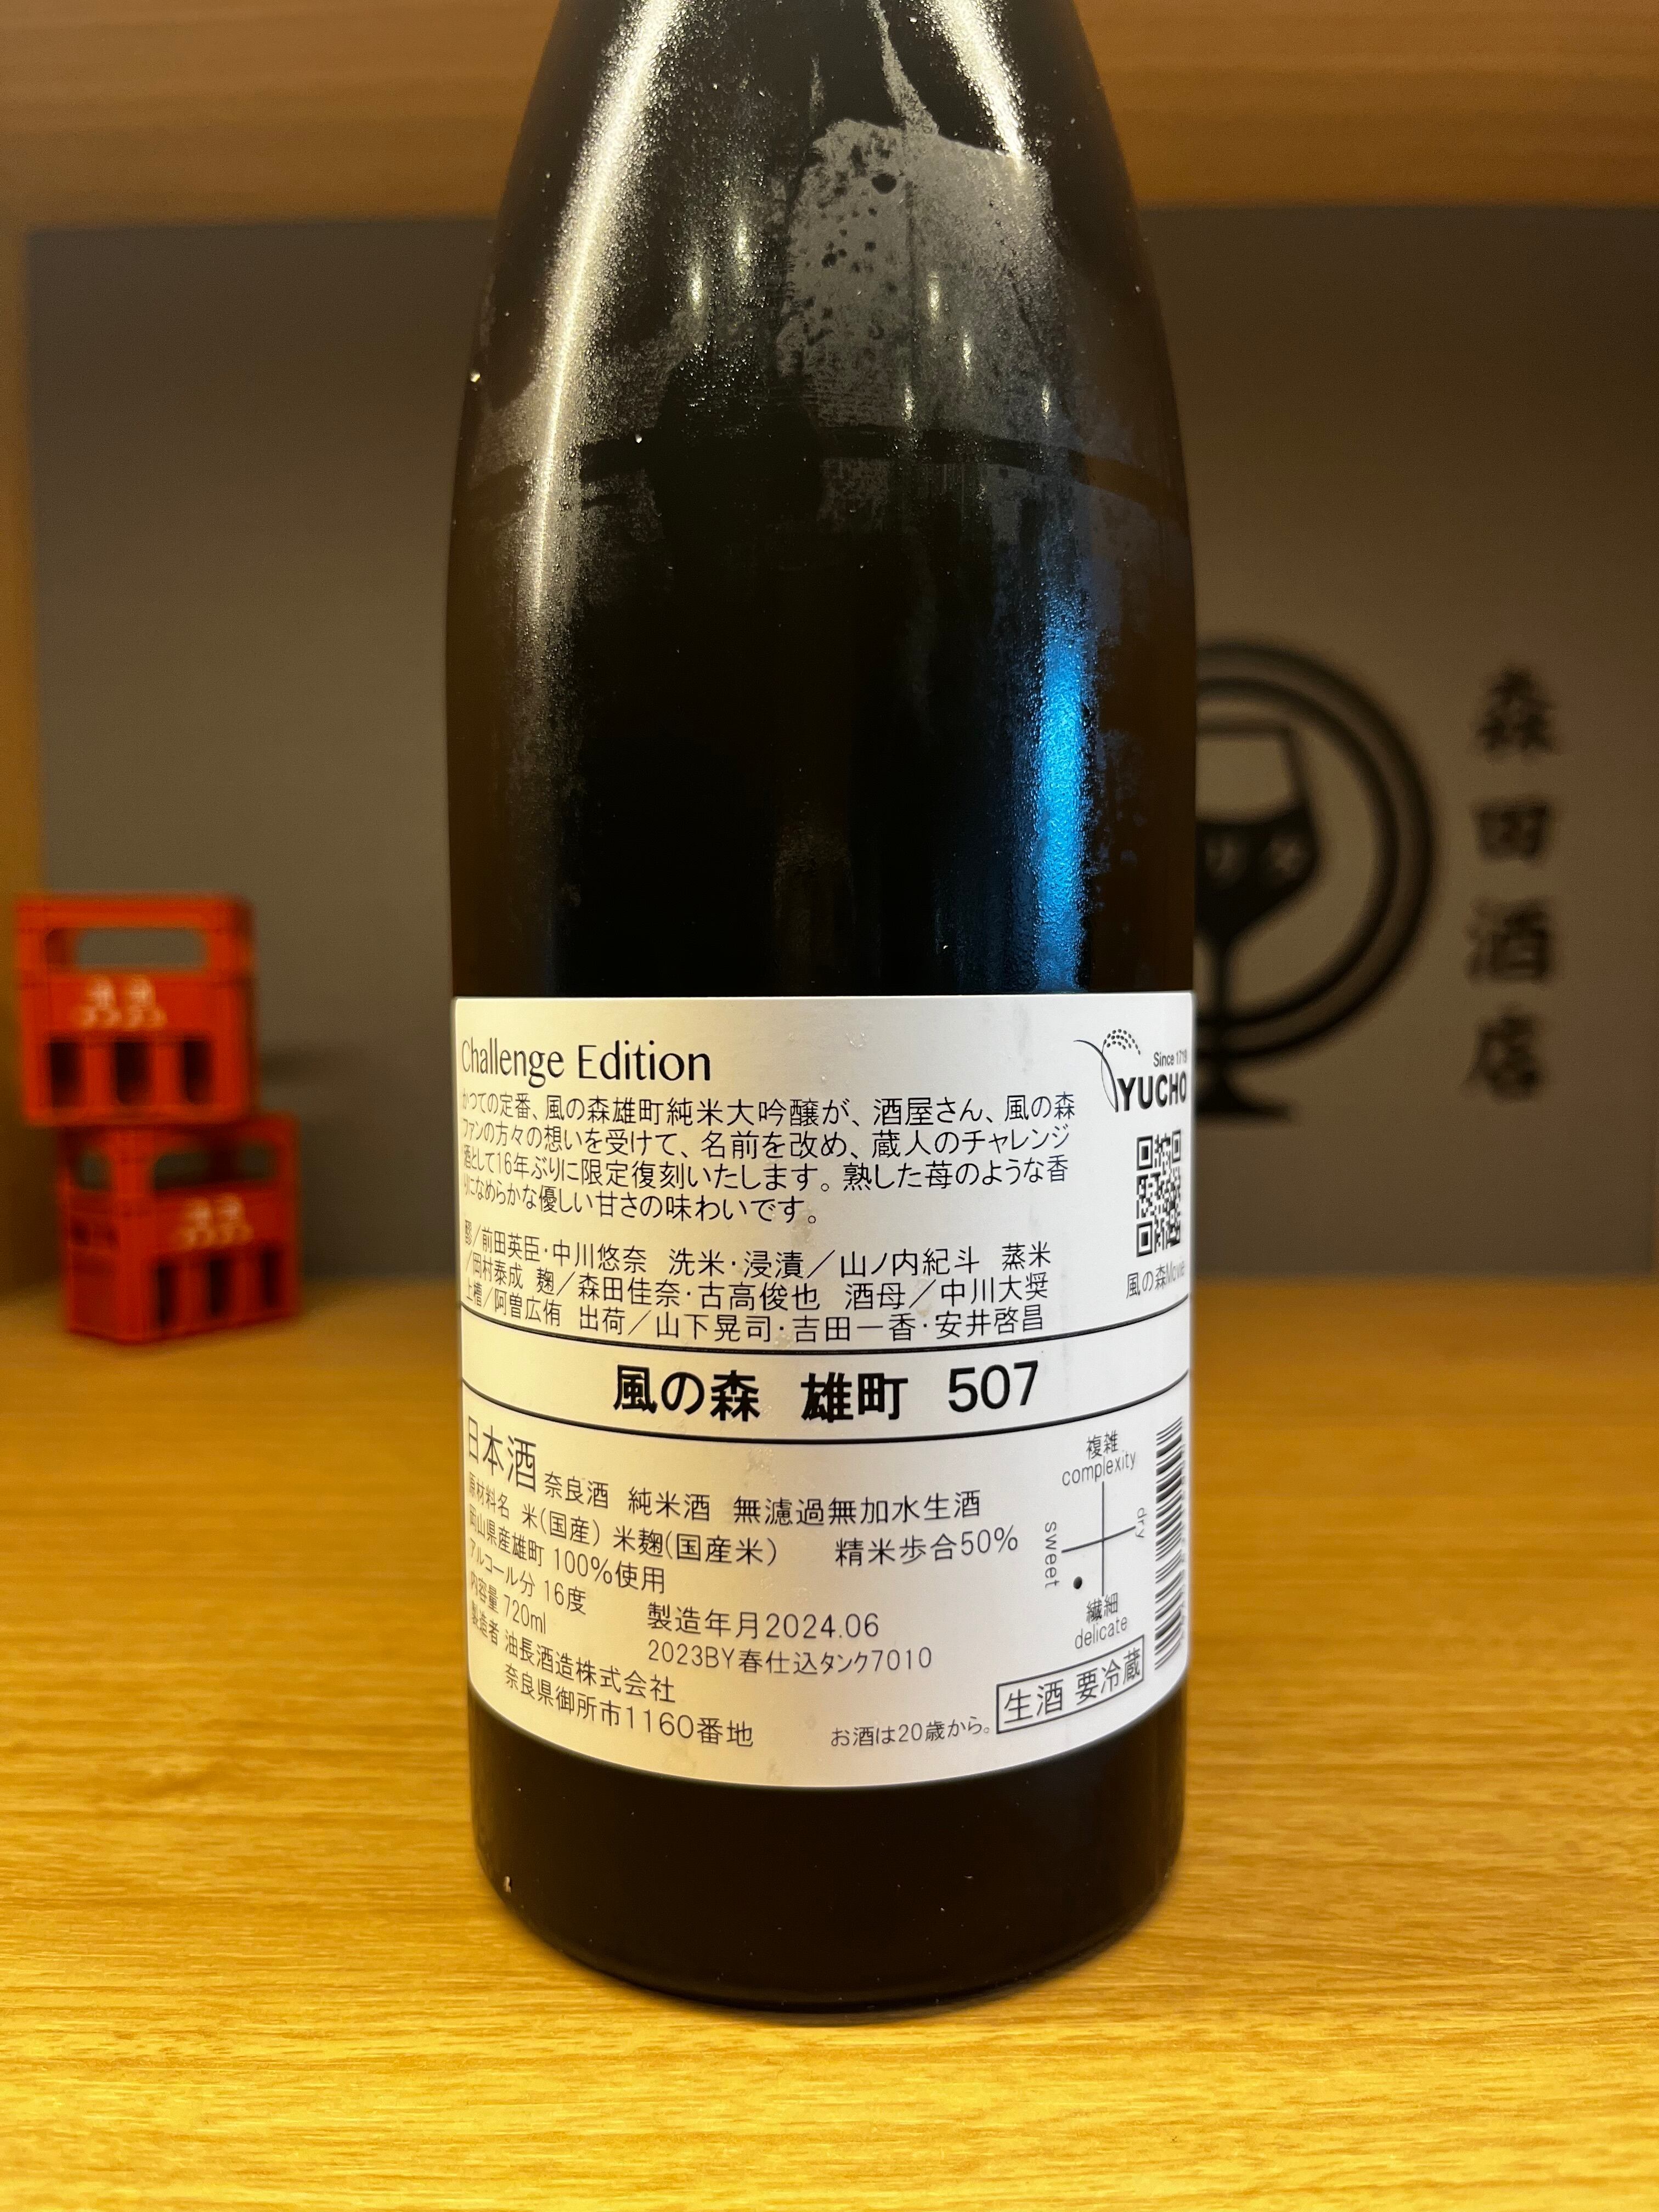 Challenge Edition
かつての定番、風の森雄町純米大吟醸が、酒屋さん、風の森
ファンの方々の想いを受けて、名前を改め、蔵人のチャレンジ
酒として16年ぶりに限定復刻いたします。熟した苺のような香
りになめらかな優しい甘さの味わいです。
醪／前田英臣・中川悠奈 洗米・浸漬／山ノ内紀斗 蒸米
／岡村泰成 麹／森田佳奈・古高俊也 酒母／中川大奨
上槽／阿曽広侑 出荷／山下晃司・吉田一香・安井啓昌
Since 1719
YUCHO
風の森Movie
風の森 雄町 507
日本酒 奈良酒 純米酒 無濾過無加水生酒
原材料名 米(国産) 米麹(国産米) 精米歩合50%
岡山県産雄町 100%使用
アルコール分 16度
内容量 720ml
製造年月2024.06
2023BY春仕込タンク7010
製造者 油長酒造株式会社
奈良県御所市1160番地
複雑
complexity
sweet
dry
繊細
delicate
お酒は20歳から。
生酒 要冷蔵
森田酒店